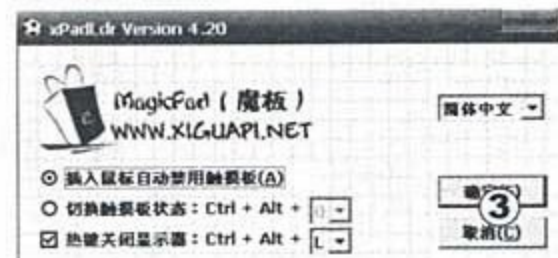 xPadLdr Version 4.20
MagicPad（魔板）
WWW.XIGUAPI.NET
简体中文
插入鼠标自动禁用触摸板(A)
切换触摸板状态：Ctrl + Alt +
热键关闭显示器：Ctrl + Alt + L
③
取消(C)